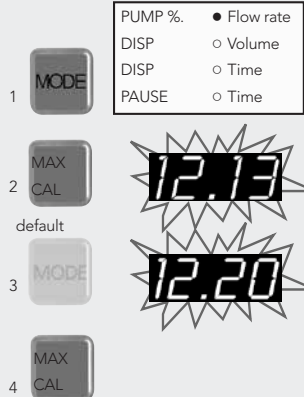 PUMP %. ● Flow rate
DISP ○ Volume
DISP ○ Time
PAUSE ○ Time
1 MODE
2 MAX
CAL
12.13
default
3 MODE
12.20
4 MAX
CAL